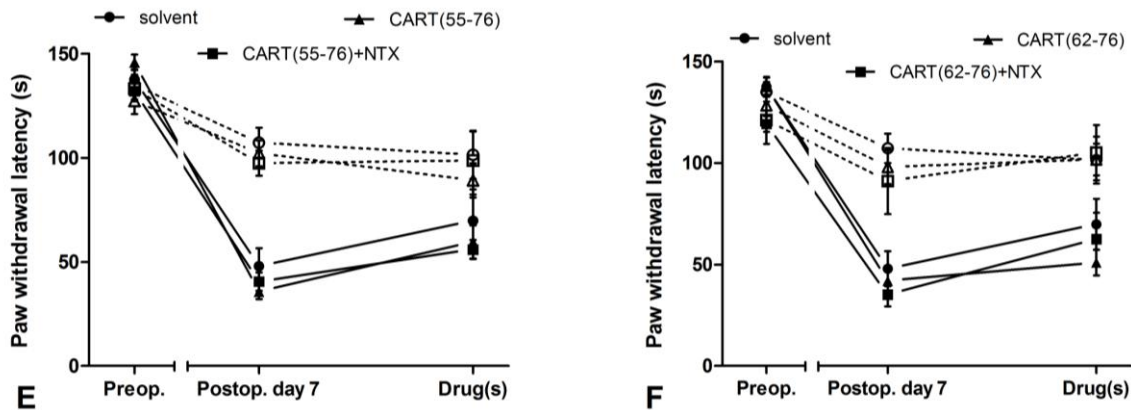 solvent
CART(55-76)
CART(55-76)+NTX
Paw withdrawal latency (s)
150
100
50
0
Preop.
Postop. day 7
Drug(s)
E
solvent
CART(62-76)
CART(62-76)+NTX
Paw withdrawal latency (s)
150
100
50
0
Preop.
Postop. day 7
Drug(s)
F